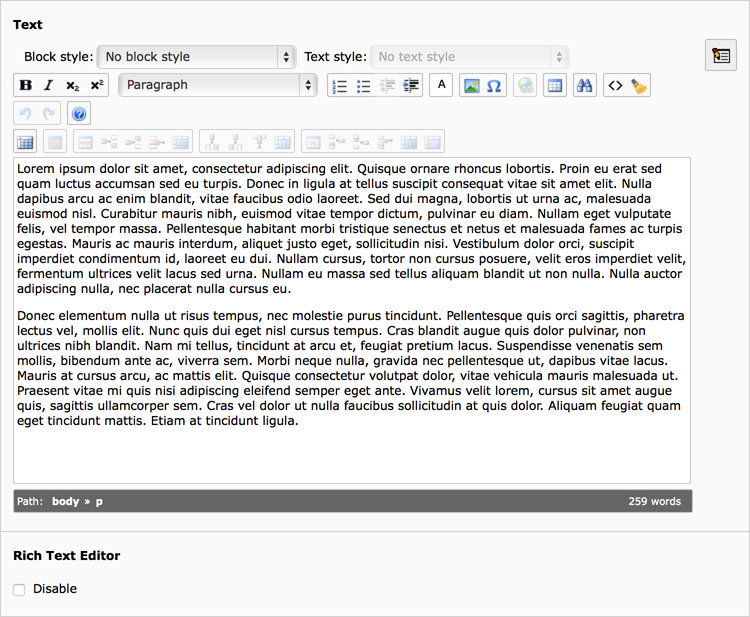 Text
Block style: No block style Text style: No text style
B I x₂ x² Paragraph A Ω <>
Lorem ipsum dolor sit amet, consectetur adipiscing elit. Quisque ornare rhoncus lobortis. Proin eu erat sed
quam luctus accumsan sed eu turpis. Donec in ligula at tellus suscipit consequat vitae sit amet elit. Nulla
dapibus arcu ac enim blandit, vitae faucibus odio laoreet. Sed dui magna, lobortis ut urna ac, malesuada
euismod nisl. Curabitur mauris nibh, euismod vitae tempor dictum, pulvinar eu diam. Nullam eget vulputate
felis, vel tempor massa. Pellentesque habitant morbi tristique senectus et netus et malesuada fames ac turpis
egestas. Mauris ac mauris interdum, aliquet justo eget, sollicitudin nisi. Vestibulum dolor orci, suscipit
imperdiet condimentum id, laoreet eu dui. Nullam cursus, tortor non cursus posuere, velit eros imperdiet velit,
fermentum ultrices velit lacus sed urna. Nullam eu massa sed tellus aliquam blandit ut non nulla. Nulla auctor
adipiscing nulla, nec placerat nulla cursus eu.
Donec elementum nulla ut risus tempus, nec molestie purus tincidunt. Pellentesque quis orci sagittis, pharetra
lectus vel, mollis elit. Nunc quis dui eget nisl cursus tempus. Cras blandit augue quis dolor pulvinar, non
ultrices nibh blandit. Nam mi tellus, tincidunt at arcu et, feugiat pretium lacus. Suspendisse venenatis sem
mollis, bibendum ante ac, viverra sem. Morbi neque nulla, gravida nec pellentesque ut, dapibus vitae lacus.
Mauris at cursus arcu, ac mattis elit. Quisque consectetur volutpat dolor, vitae vehicula mauris malesuada ut.
Praesent vitae mi quis nisi adipiscing eleifend semper eget ante. Vivamus velit lorem, cursus sit amet augue
quis, sagittis ullamcorper sem. Cras vel dolor ut nulla faucibus sollicitudin at quis dolor. Aliquam feugiat quam
eget tincidunt mattis. Etiam at tincidunt ligula.
Path: body » p 259 words
Rich Text Editor
Disable